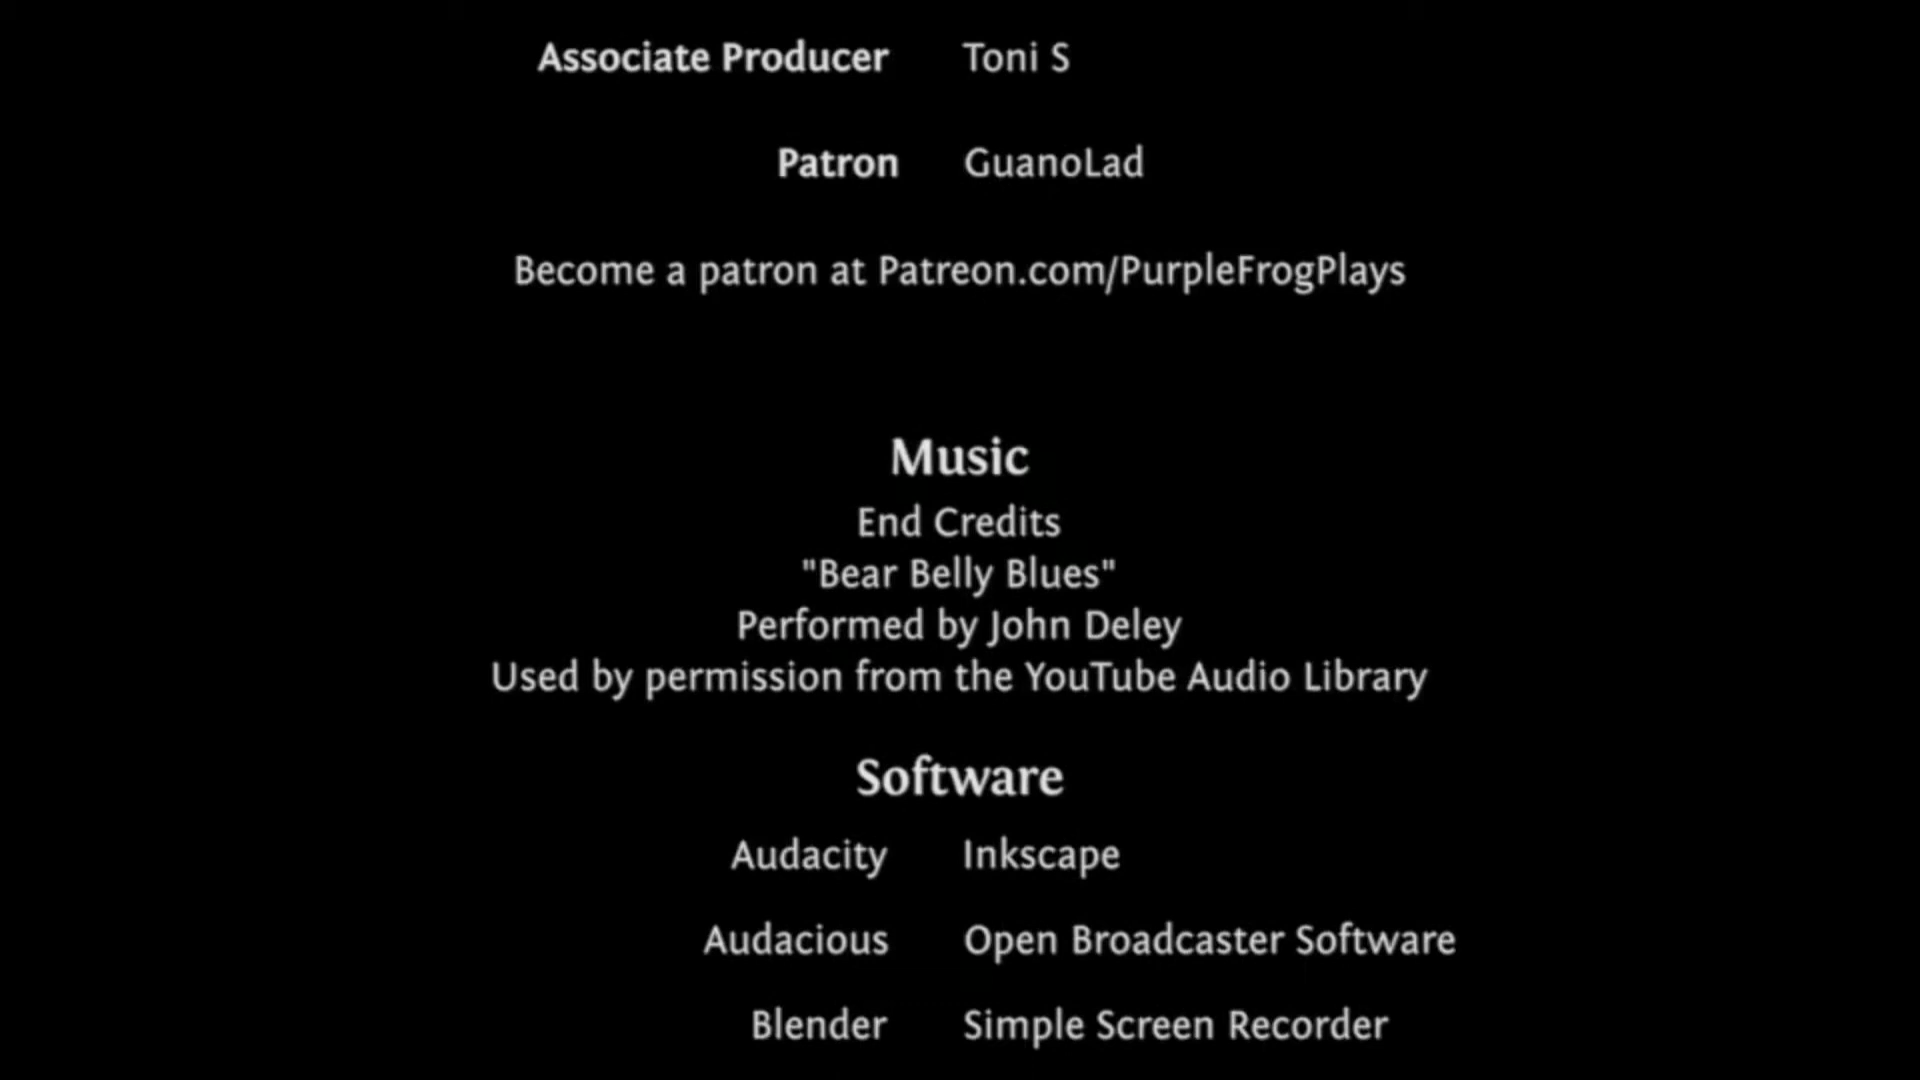 Associate Producer Toni S
Patron GuanoLad
Become a patron at Patreon.com/PurpleFrogPlays
Music
End Credits
"Bear Belly Blues"
Performed by John Deley
Used by permission from the YouTube Audio Library
Software
Audacity Inkscape
Audacious Open Broadcaster Software
Blender Simple Screen Recorder